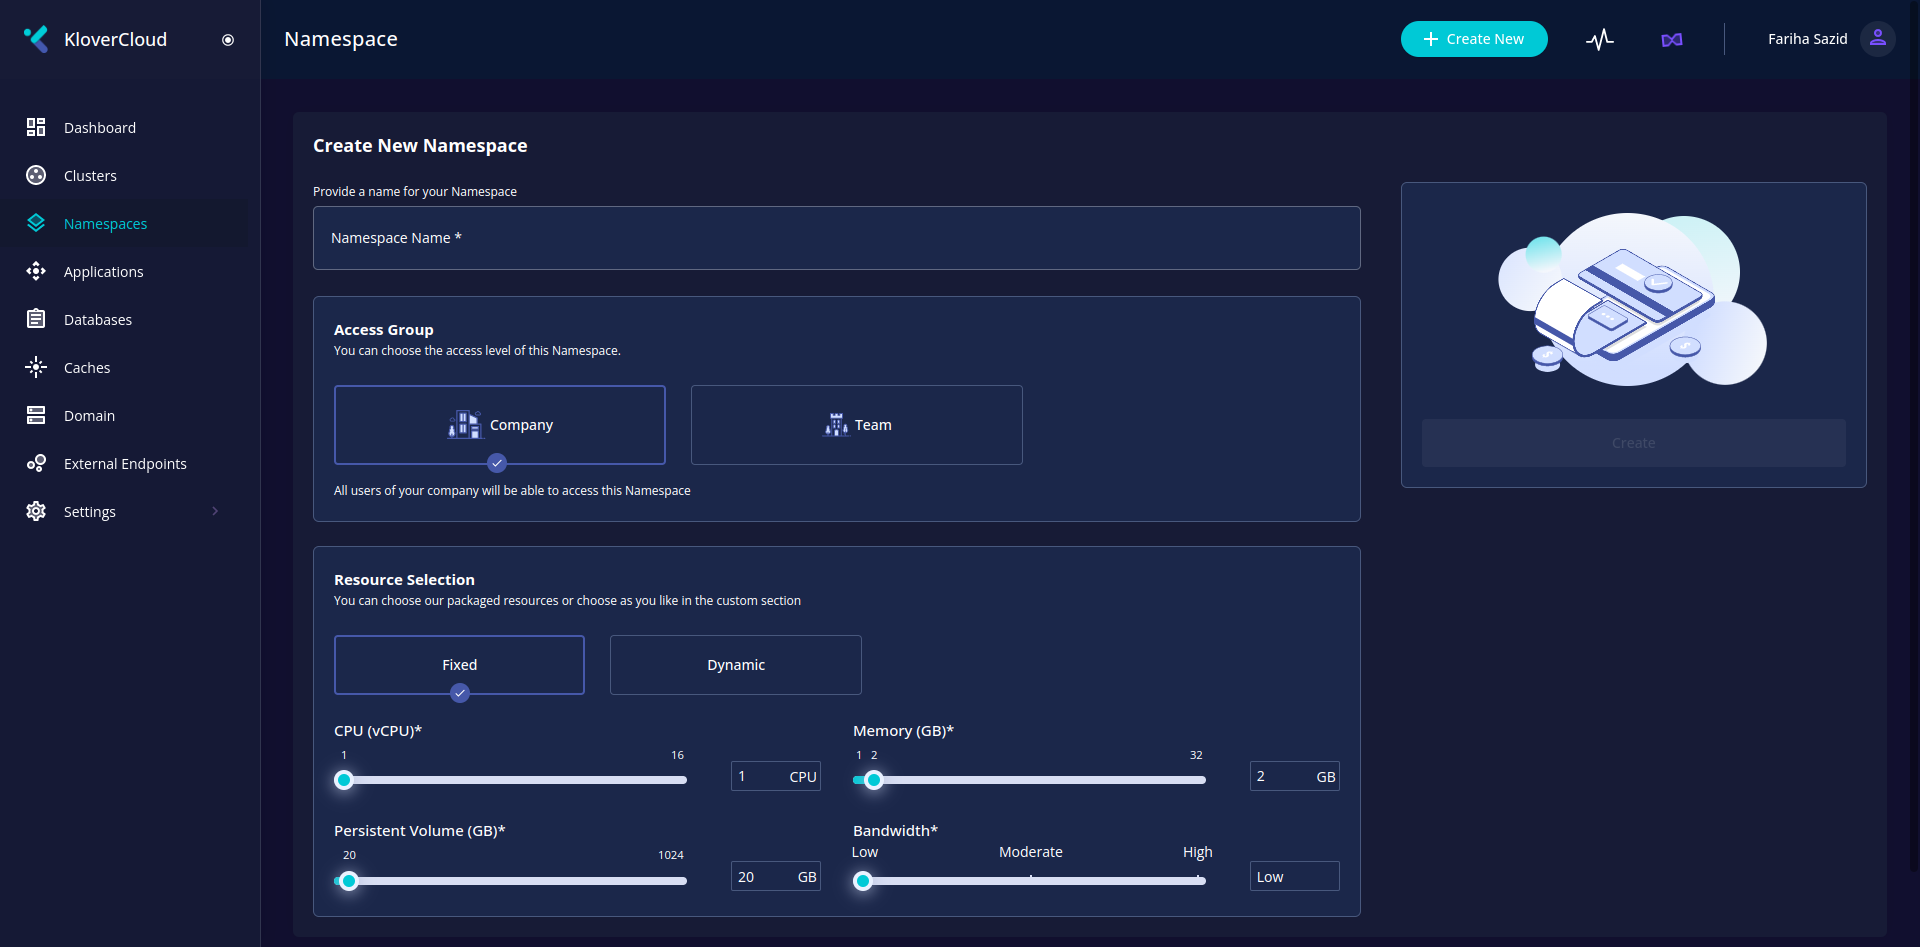 KloverCloud
Namespace
Create New
Fariha Sazid
Dashboard
Clusters
Namespaces
Applications
Databases
Caches
Domain
External Endpoints
Settings
Create New Namespace
Provide a name for your Namespace
Namespace Name *
Access Group
You can choose the access level of this Namespace.
Company
Team
All users of your company will be able to access this Namespace
Create
Resource Selection
You can choose our packaged resources or choose as you like in the custom section
Fixed
Dynamic
CPU (vCPU)*
1 16
1 CPU
Memory (GB)*
1 2 32
2 GB
Persistent Volume (GB)*
20 1024
20 GB
Bandwidth*
Low Moderate High
Low